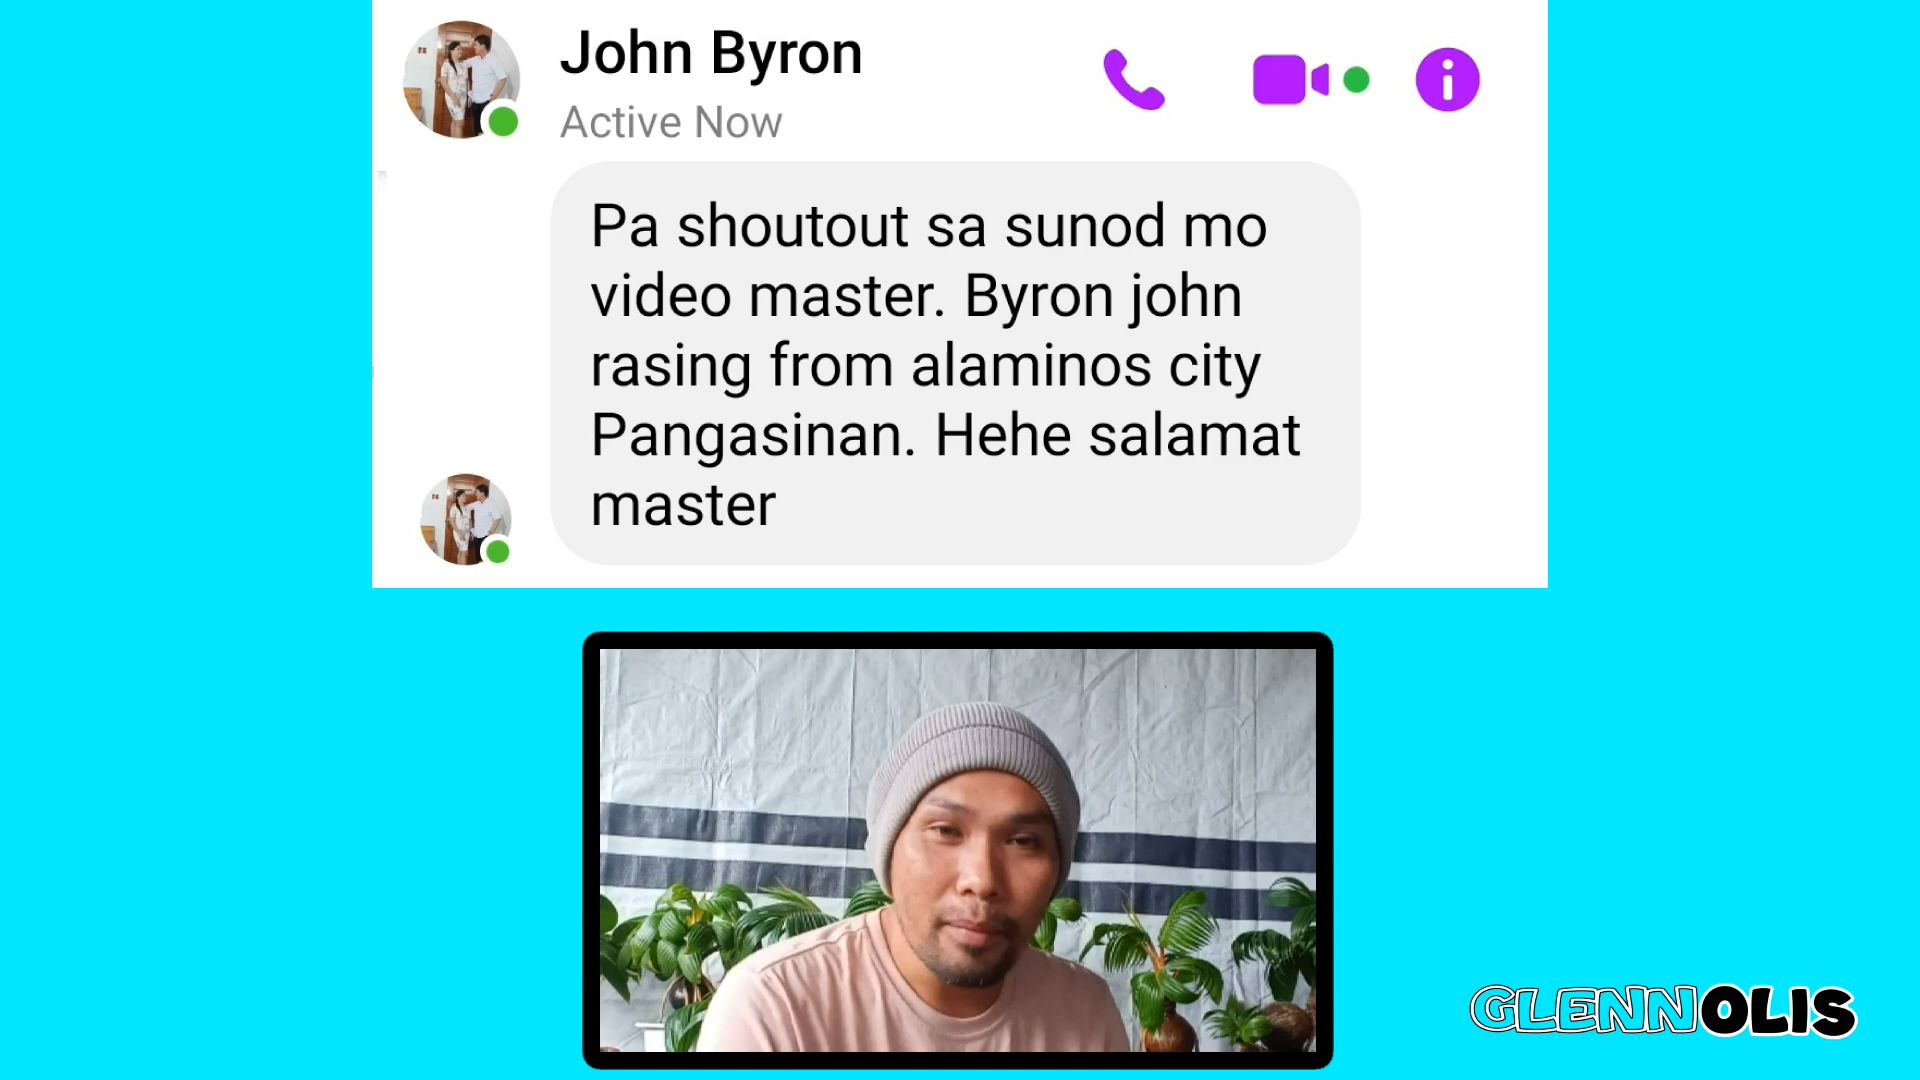 John Byron
Active Now
Pa shoutout sa sunod mo
video master. Byron john
rasing from alaminos city
Pangasinan. Hehe salamat
master
GLENNOLIS